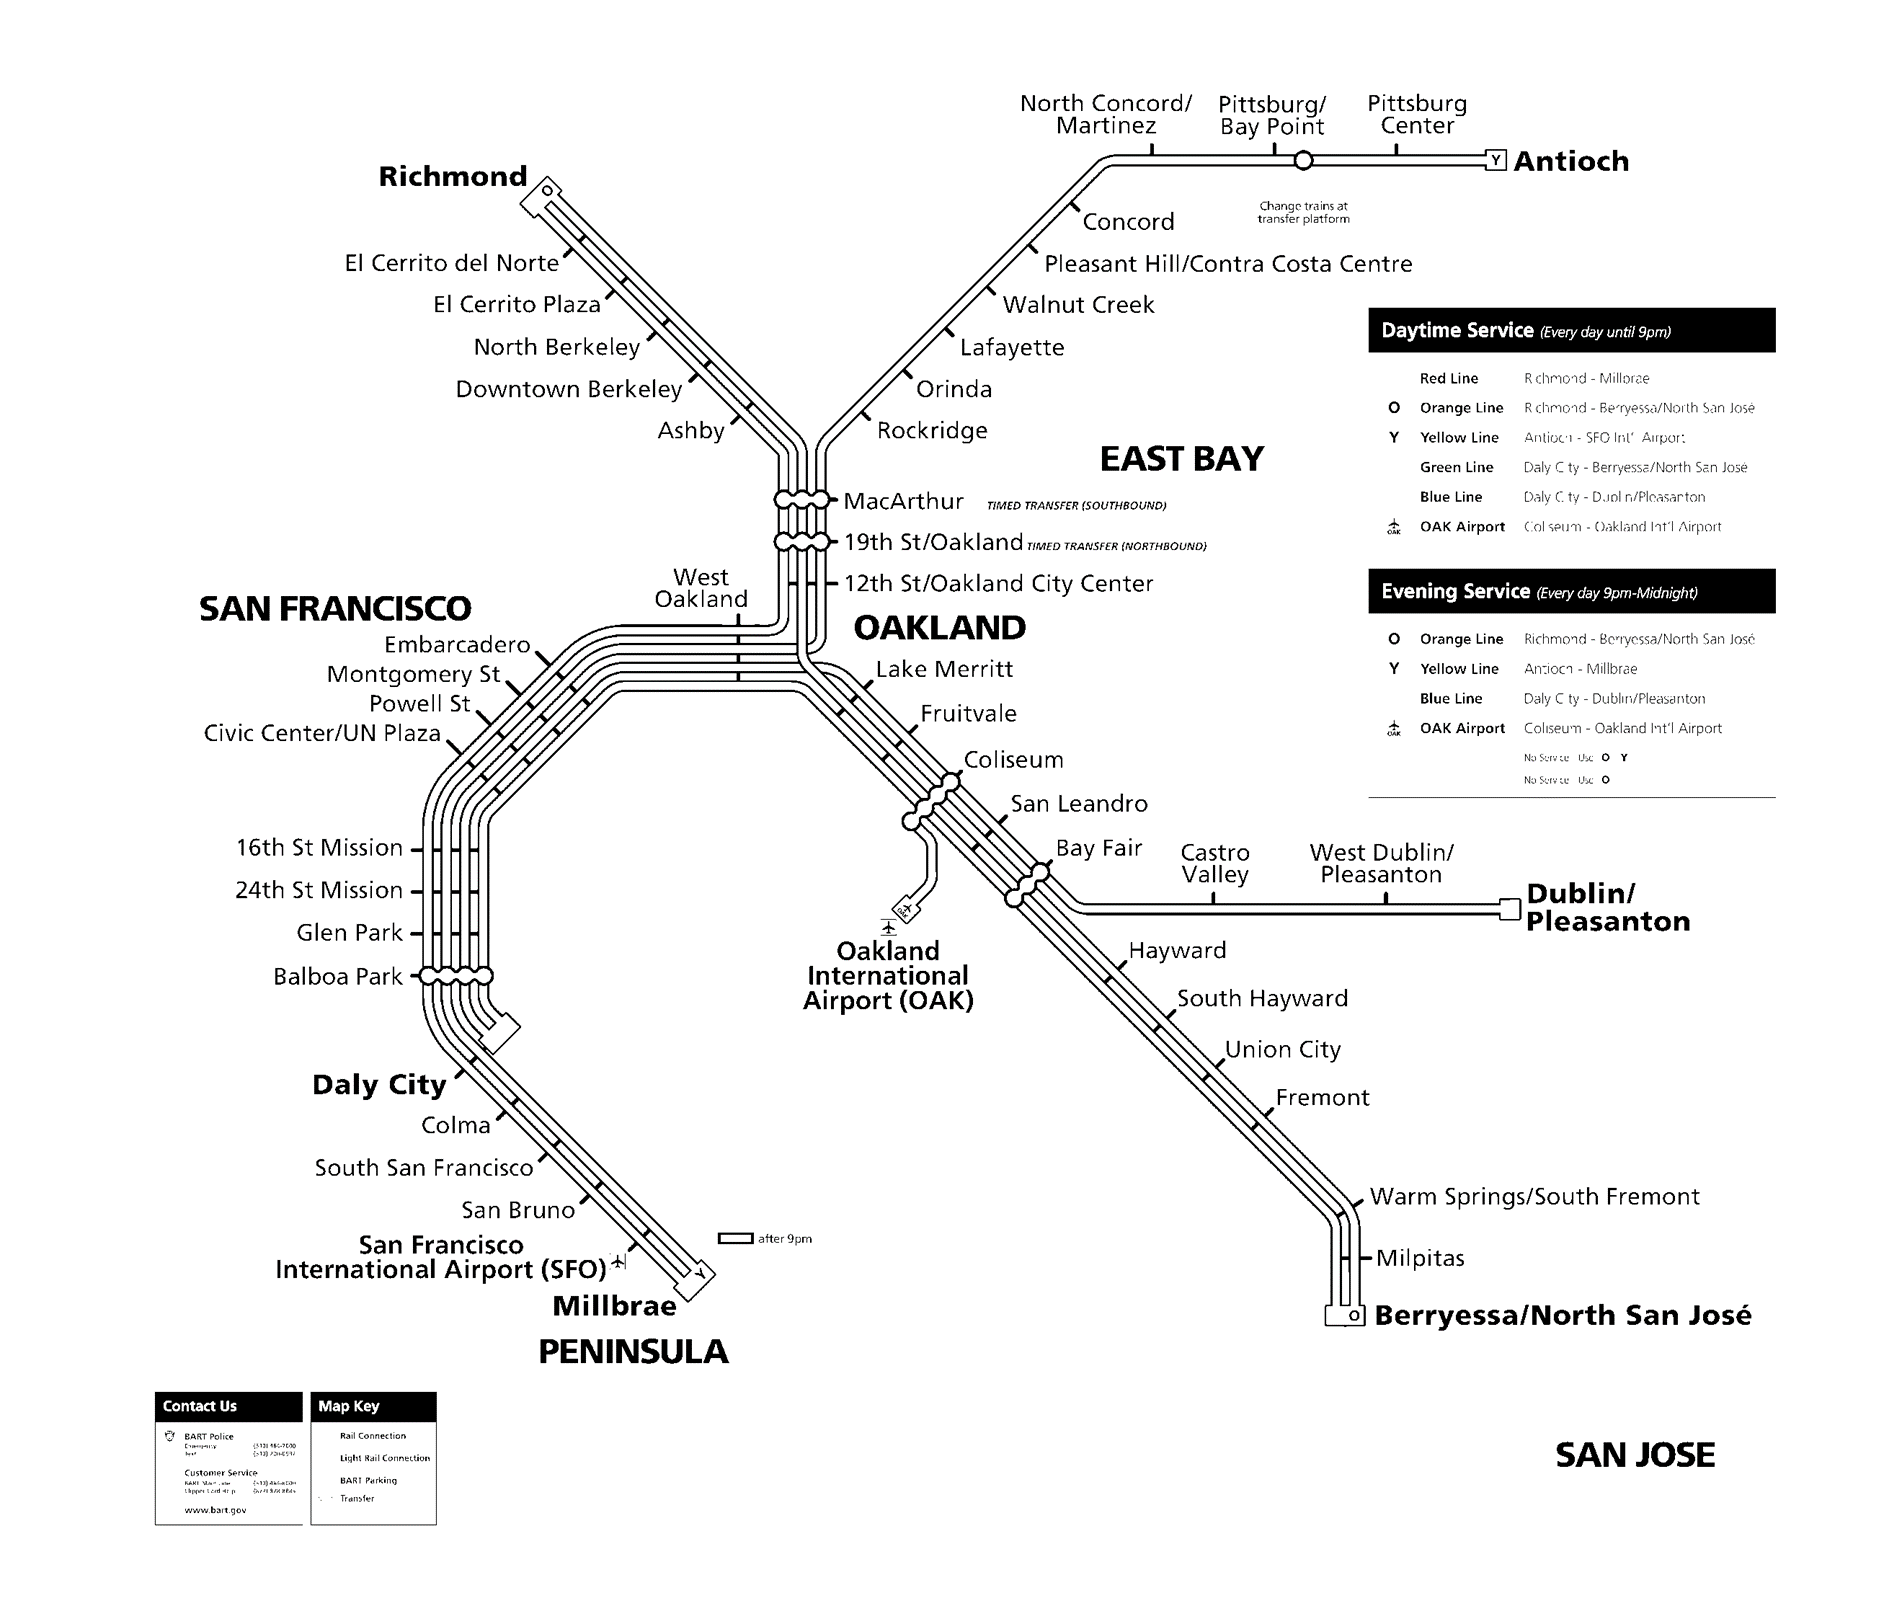 North Concord/
Martinez
Pittsburg/
Bay Point
Pittsburg
Center
Y
Antioch
Change trains at
transfer platform
Richmond
O
Concord
El Cerrito del Norte
Pleasant Hill/Contra Costa Centre
El Cerrito Plaza
Walnut Creek
North Berkeley
Lafayette
Downtown Berkeley
Orinda
Ashby
Rockridge
EAST BAY
MacArthur TIMED TRANSFER (SOUTHBOUND)
19th St/Oakland TIMED TRANSFER (NORTHBOUND)
12th St/Oakland City Center
West
Oakland
SAN FRANCISCO
OAKLAND
Embarcadero
Montgomery St
Powell St
Civic Center/UN Plaza
Lake Merritt
Fruitvale
Coliseum
San Leandro
Bay Fair
Castro
Valley
West Dublin/
Pleasanton
Dublin/
Pleasanton
16th St Mission
24th St Mission
Glen Park
Balboa Park
OAK
Oakland
International
Airport (OAK)
Hayward
South Hayward
Union City
Fremont
Warm Springs/South Fremont
Milpitas
O
Berryessa/North San José
Daly City
Colma
South San Francisco
San Bruno
San Francisco
International Airport (SFO)
Y
Millbrae
after 9pm
PENINSULA
SAN JOSE
Daytime Service (Every day until 9pm)
Red Line Richmond - Millbrae
O Orange Line Richmond - Berryessa/North San José
Y Yellow Line Antioch - SFO Int'l Airport
Green Line Daly City - Berryessa/North San José
Blue Line Daly City - Dublin/Pleasanton
OAK OAK Airport Coliseum - Oakland Int'l Airport
Evening Service (Every day 9pm-Midnight)
O Orange Line Richmond - Berryessa/North San José
Y Yellow Line Antioch - Millbrae
Blue Line Daly City - Dublin/Pleasanton
OAK OAK Airport Coliseum - Oakland Int'l Airport
No Service Use O Y
No Service Use O
Contact Us
BART Police
Emergency
Text
Customer Service
www.bart.gov
Map Key
Rail Connection
Light Rail Connection
BART Parking
Transfer